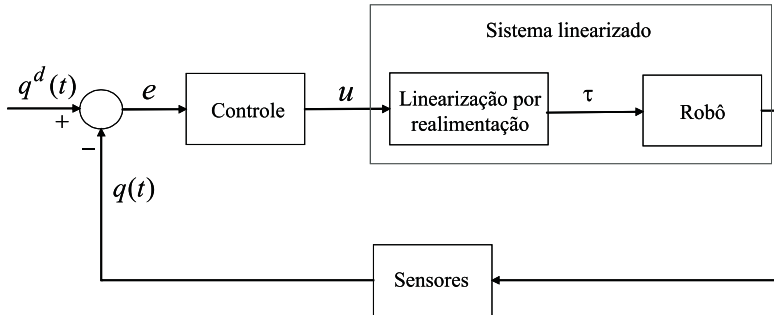 Sistema linearizado
q^d(t)
e
Controle
u
Linearização por
realimentação
τ
Robô
+
−
q(t)
Sensores